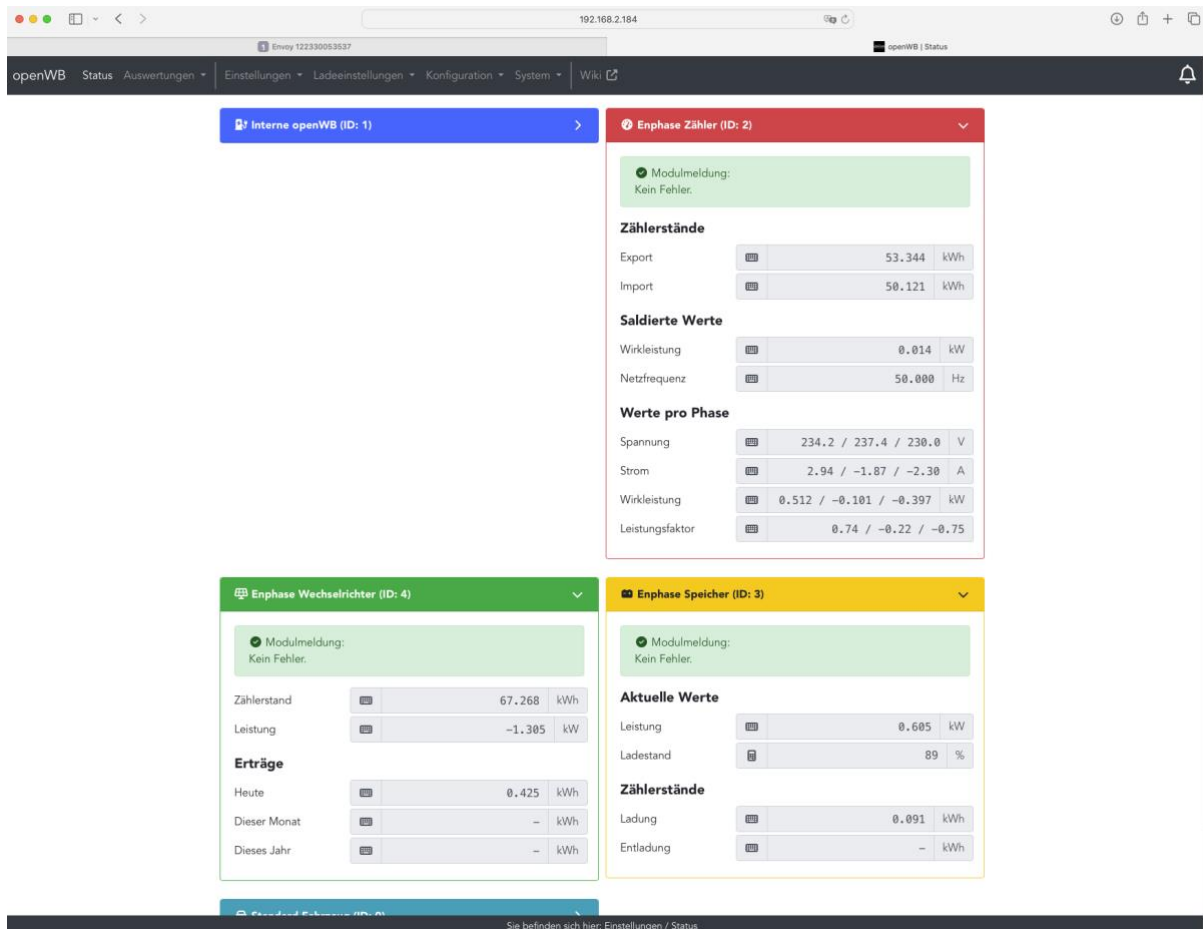 192.168.2.184
1 Envoy 122330053537
openWB | Status
openWB Status Auswertungen Einstellungen Ladeeinstellungen Konfiguration System Wiki
Interne openWB (ID: 1)
Enphase Zähler (ID: 2)
Modulmeldung:
Kein Fehler.
Zählerstände
Export 53.344 kWh
Import 50.121 kWh
Saldierte Werte
Wirkleistung 0.014 kW
Netzfrequenz 50.000 Hz
Werte pro Phase
Spannung 234.2 / 237.4 / 230.0 V
Strom 2.94 / -1.87 / -2.30 A
Wirkleistung 0.512 / -0.101 / -0.397 kW
Leistungsfaktor 0.74 / -0.22 / -0.75
Enphase Wechselrichter (ID: 4)
Modulmeldung:
Kein Fehler.
Zählerstand 67.268 kWh
Leistung -1.305 kW
Erträge
Heute 0.425 kWh
Dieser Monat – kWh
Dieses Jahr – kWh
Enphase Speicher (ID: 3)
Modulmeldung:
Kein Fehler.
Aktuelle Werte
Leistung 0.605 kW
Ladestand 89 %
Zählerstände
Ladung 0.091 kWh
Entladung – kWh
Standard Fahrzeug (ID: 0)
Sie befinden sich hier: Einstellungen / Status